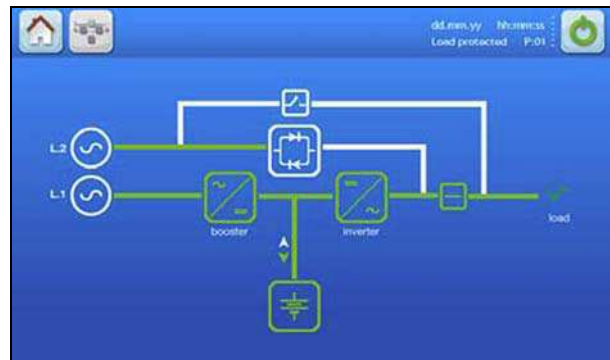 dd.mm.yy hh:mm:ss
Load protected P:01
L2
L1
booster
inverter
load